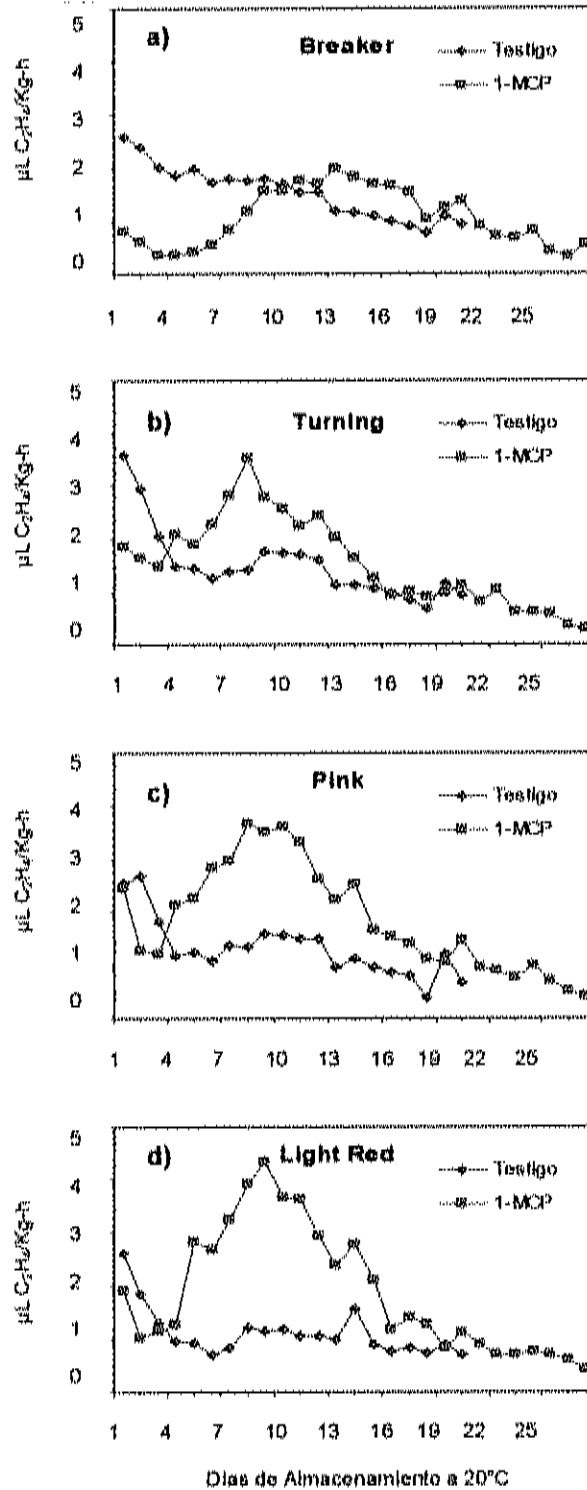 a) Breaker
Testigo
1-MCP
µL C₂H₄/Kg-h
5
4
3
2
1
0
1 4 7 10 13 16 19 22 25
b) Turning
Testigo
1-MCP
µL C₂H₄/Kg-h
5
4
3
2
1
0
1 4 7 10 13 16 19 22 25
c) Pink
Testigo
1-MCP
µL C₂H₄/Kg-h
5
4
3
2
1
0
1 4 7 10 13 16 19 22 25
d) Light Red
Testigo
1-MCP
µL C₂H₄/Kg-h
5
4
3
2
1
0
1 4 7 10 13 16 19 22 25
Días de Almacenamiento a 20°C